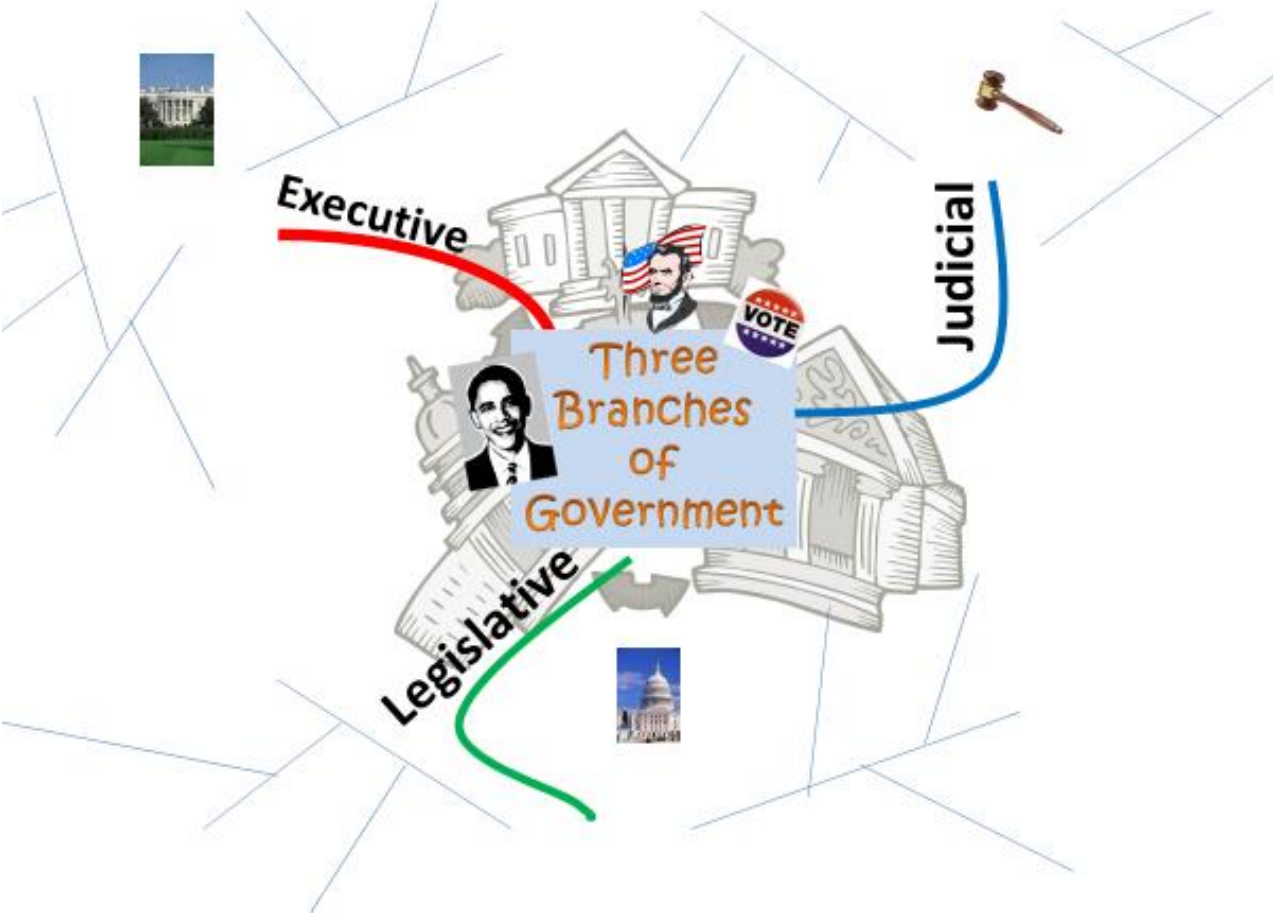 Executive
Judicial
VOTE
Three
Branches
of
Government
Legislative